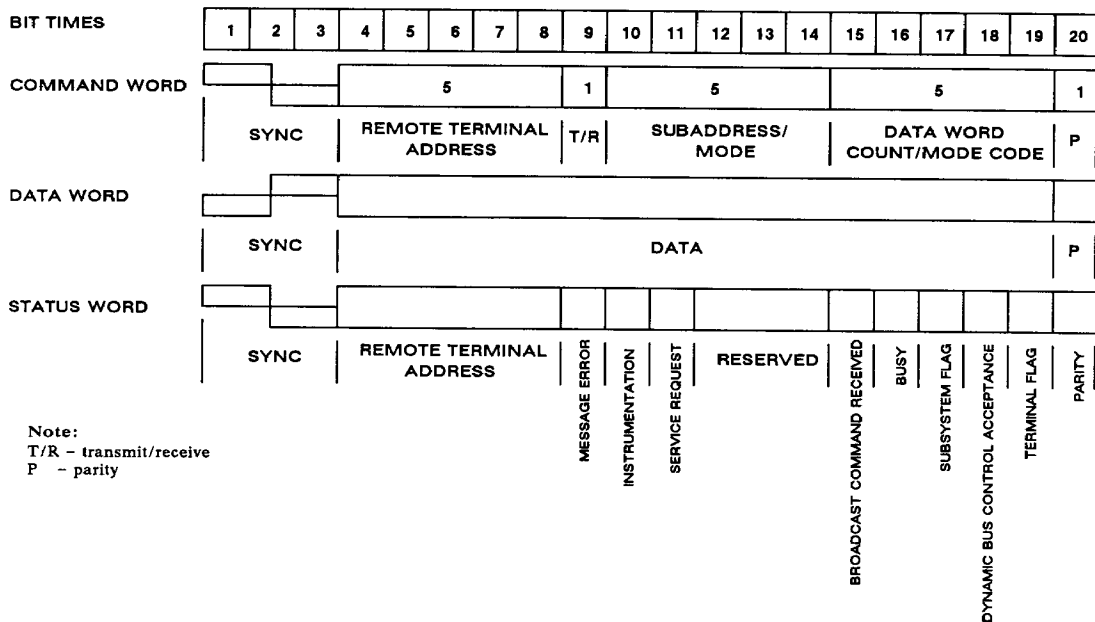 BIT TIMES 1 2 3 4 5 6 7 8 9 10 11 12 13 14 15 16 17 18 19 20
COMMAND WORD 5 1 5 5 1
SYNC REMOTE TERMINAL ADDRESS T/R SUBADDRESS/ MODE DATA WORD COUNT/MODE CODE P
DATA WORD
SYNC DATA P
STATUS WORD
SYNC REMOTE TERMINAL ADDRESS MESSAGE ERROR INSTRUMENTATION SERVICE REQUEST RESERVED BROADCAST COMMAND RECEIVED BUSY SUBSYSTEM FLAG DYNAMIC BUS CONTROL ACCEPTANCE TERMINAL FLAG PARITY
Note:
T/R – transmit/receive
P – parity